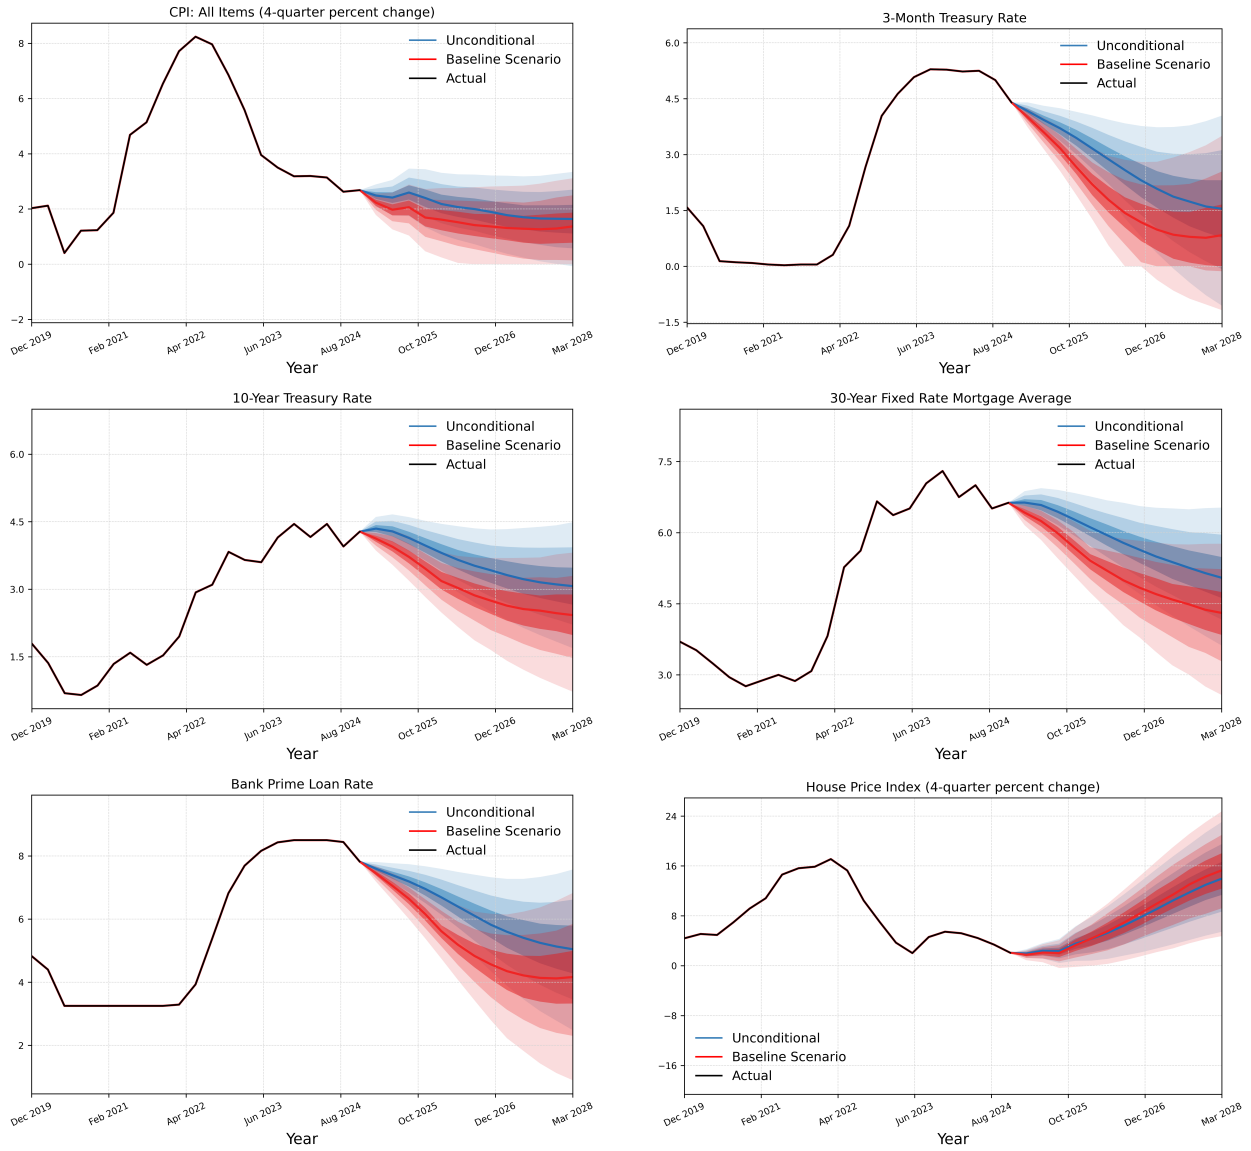 CPI: All Items (4-quarter percent change)
8
6
4
2
0
−2
Unconditional
Baseline Scenario
Actual
Dec 2019
Feb 2021
Apr 2022
Jun 2023
Aug 2024
Oct 2025
Dec 2026
Mar 2028
Year
3-Month Treasury Rate
6.0
4.5
3.0
1.5
0.0
−1.5
Unconditional
Baseline Scenario
Actual
Dec 2019
Feb 2021
Apr 2022
Jun 2023
Aug 2024
Oct 2025
Dec 2026
Mar 2028
Year
10-Year Treasury Rate
6.0
4.5
3.0
1.5
Unconditional
Baseline Scenario
Actual
Dec 2019
Feb 2021
Apr 2022
Jun 2023
Aug 2024
Oct 2025
Dec 2026
Mar 2028
Year
30-Year Fixed Rate Mortgage Average
7.5
6.0
4.5
3.0
Unconditional
Baseline Scenario
Actual
Dec 2019
Feb 2021
Apr 2022
Jun 2023
Aug 2024
Oct 2025
Dec 2026
Mar 2028
Year
Bank Prime Loan Rate
8
6
4
2
Unconditional
Baseline Scenario
Actual
Dec 2019
Feb 2021
Apr 2022
Jun 2023
Aug 2024
Oct 2025
Dec 2026
Mar 2028
Year
House Price Index (4-quarter percent change)
24
16
8
0
−8
−16
Unconditional
Baseline Scenario
Actual
Dec 2019
Feb 2021
Apr 2022
Jun 2023
Aug 2024
Oct 2025
Dec 2026
Mar 2028
Year